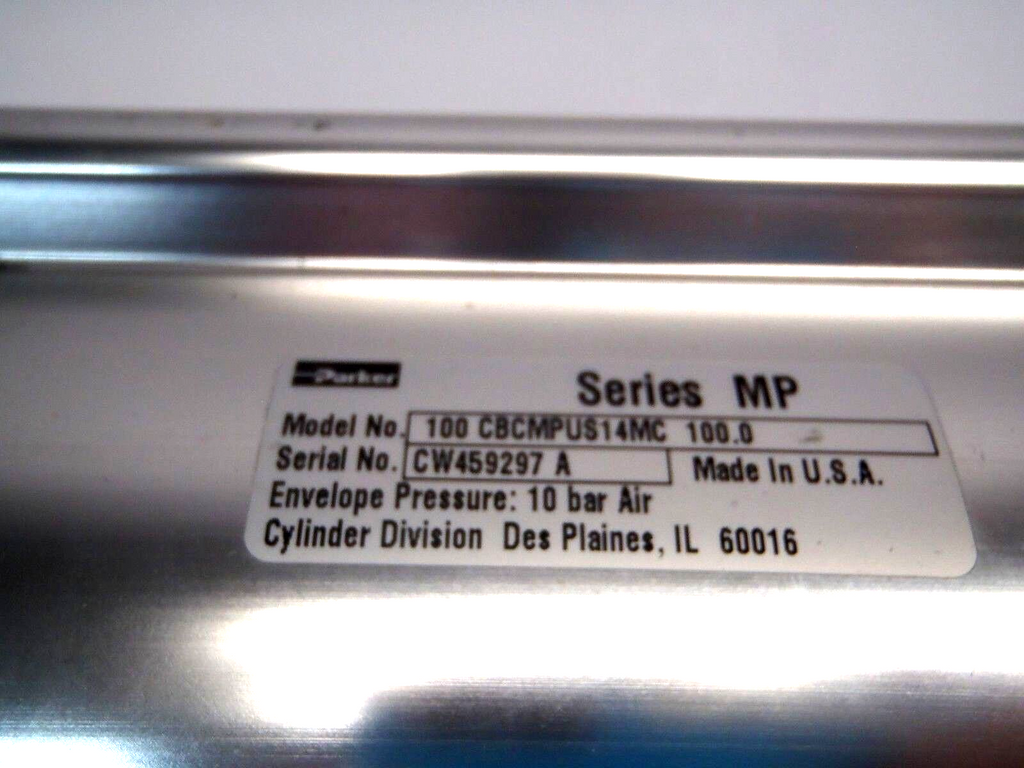 Parker
Series MP
Model No. 100 CBCMPUS14MC 100.0
Serial No. CW459297 A Made In U.S.A.
Envelope Pressure: 10 bar Air
Cylinder Division Des Plaines, IL 60016